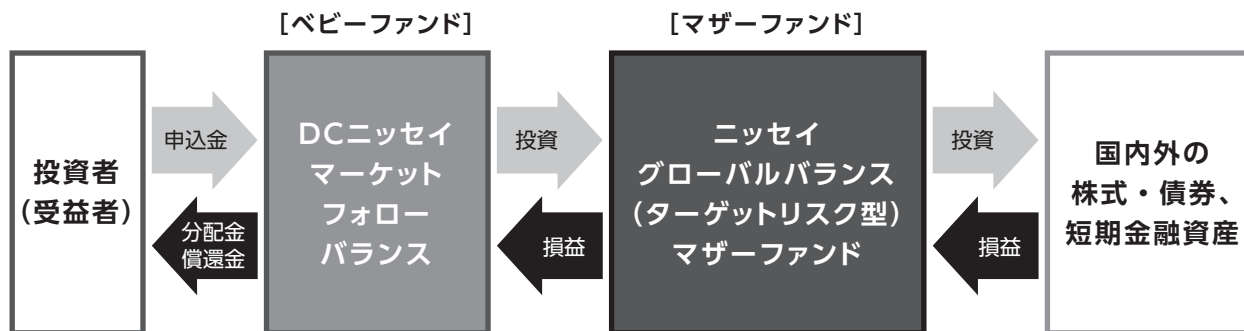 [ベビーファンド]
[マザーファンド]
投資者
(受益者)
申込金
分配金
償還金
DCニッセイ
マーケット
フォロー
バランス
投資
損益
ニッセイ
グローバルバランス
(ターゲットリスク型)
マザーファンド
投資
損益
国内外の
株式・債券、
短期金融資産